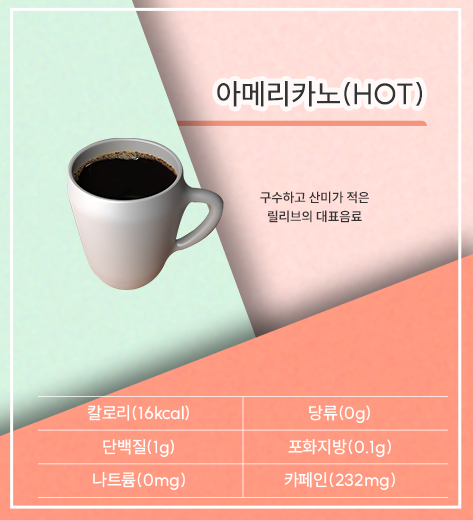 아메리카노(HOT)
구수하고 산미가 적은
릴리브의 대표음료
칼로리(16kcal) 당류(0g)
단백질(1g) 포화지방(0.1g)
나트륨(0mg) 카페인(232mg)